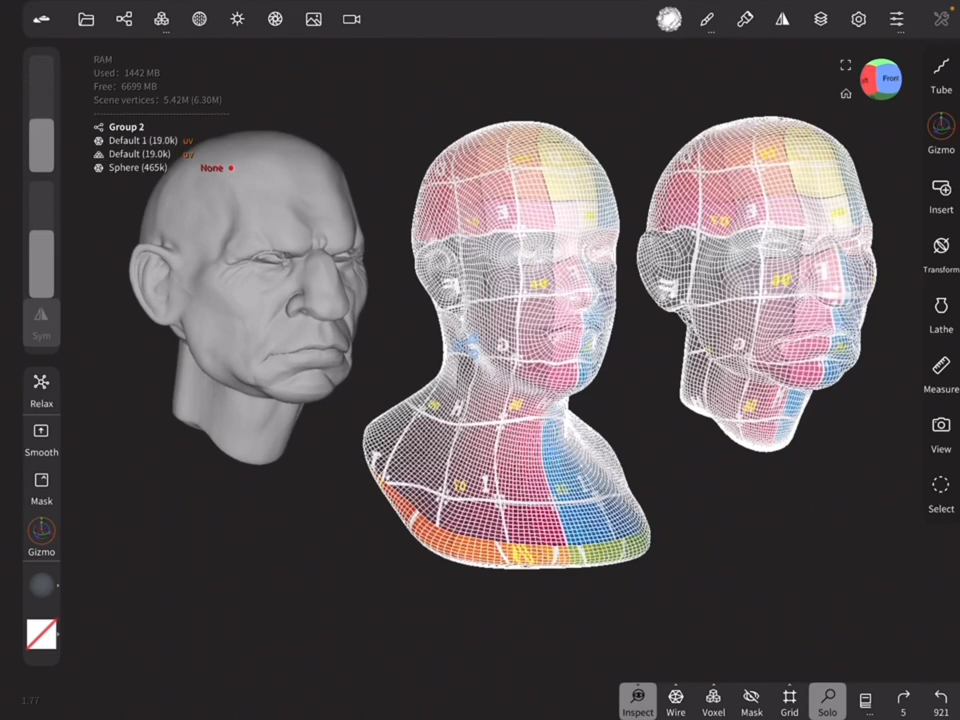 RAM
Used: 1442 MB
Free: 6699 MB
Scene vertices: 5.42M (6.30M)
Group 2
Default 1 (19.0k) UV
Default (19.0k) UV
Sphere (465k)
None
Front
Tube
Gizmo
Insert
Transform
Lathe
Measure
View
Select
Sym
Relax
Smooth
Mask
Gizmo
1.77
Inspect
Wire
Voxel
Mask
Grid
Solo
...
5
921